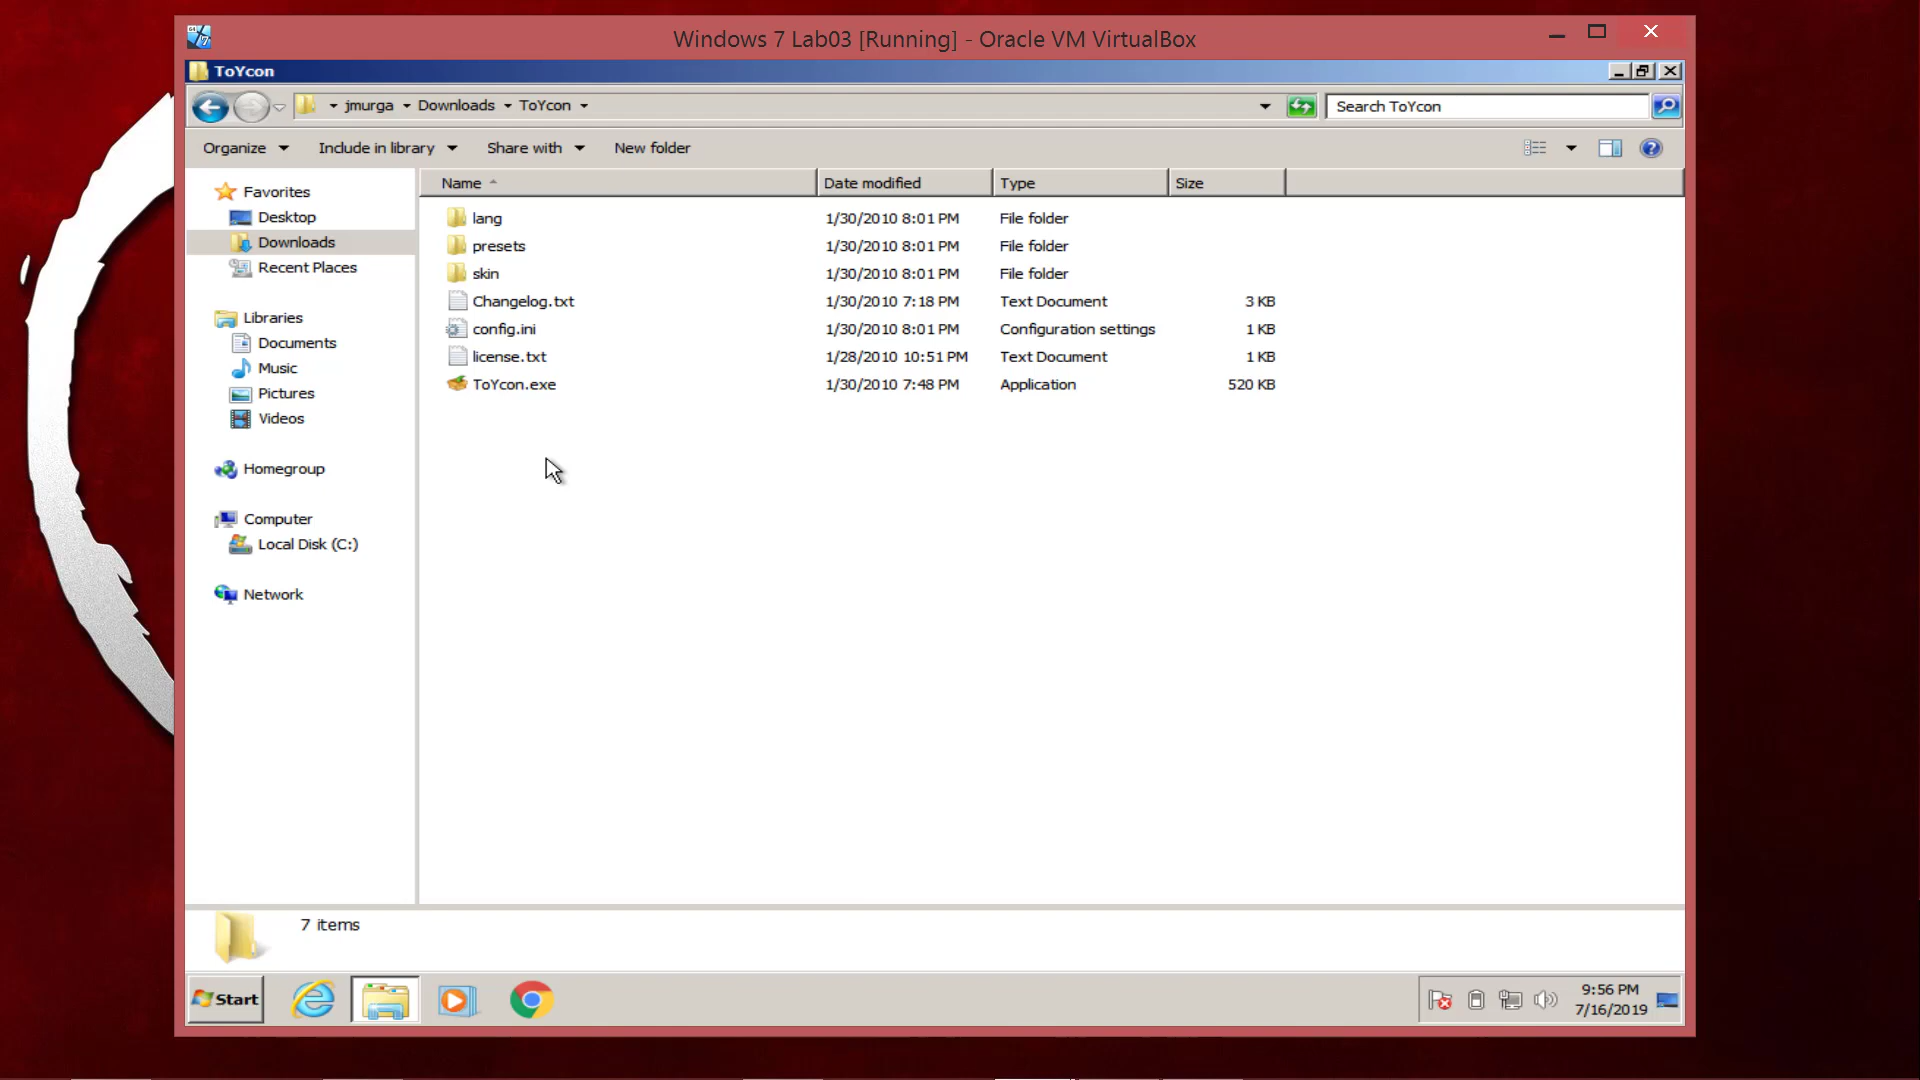 Windows 7 Lab03 [Running] - Oracle VM VirtualBox
ToYcon
jmurga Downloads ToYcon
Search ToYcon
Organize Include in library Share with New folder
Name Date modified Type Size
Favorites
Desktop
Downloads
Recent Places
Libraries
Documents
Music
Pictures
Videos
Homegroup
Computer
Local Disk (C:)
Network
lang 1/30/2010 8:01 PM File folder
presets 1/30/2010 8:01 PM File folder
skin 1/30/2010 8:01 PM File folder
Changelog.txt 1/30/2010 7:18 PM Text Document 3 KB
config.ini 1/30/2010 8:01 PM Configuration settings 1 KB
license.txt 1/28/2010 10:51 PM Text Document 1 KB
ToYcon.exe 1/30/2010 7:48 PM Application 520 KB
7 items
Start
9:56 PM
7/16/2019